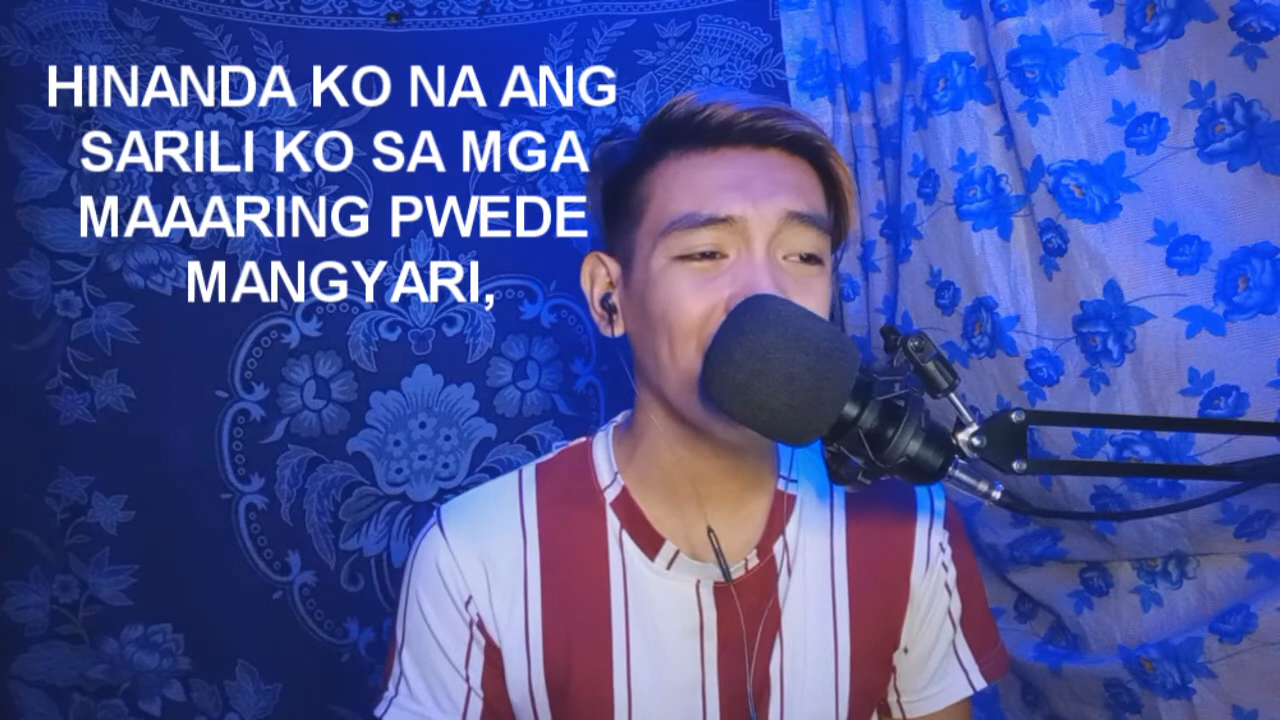 HINANDA KO NA ANG
SARILI KO SA MGA
MAAARING PWEDE
MANGYARI,